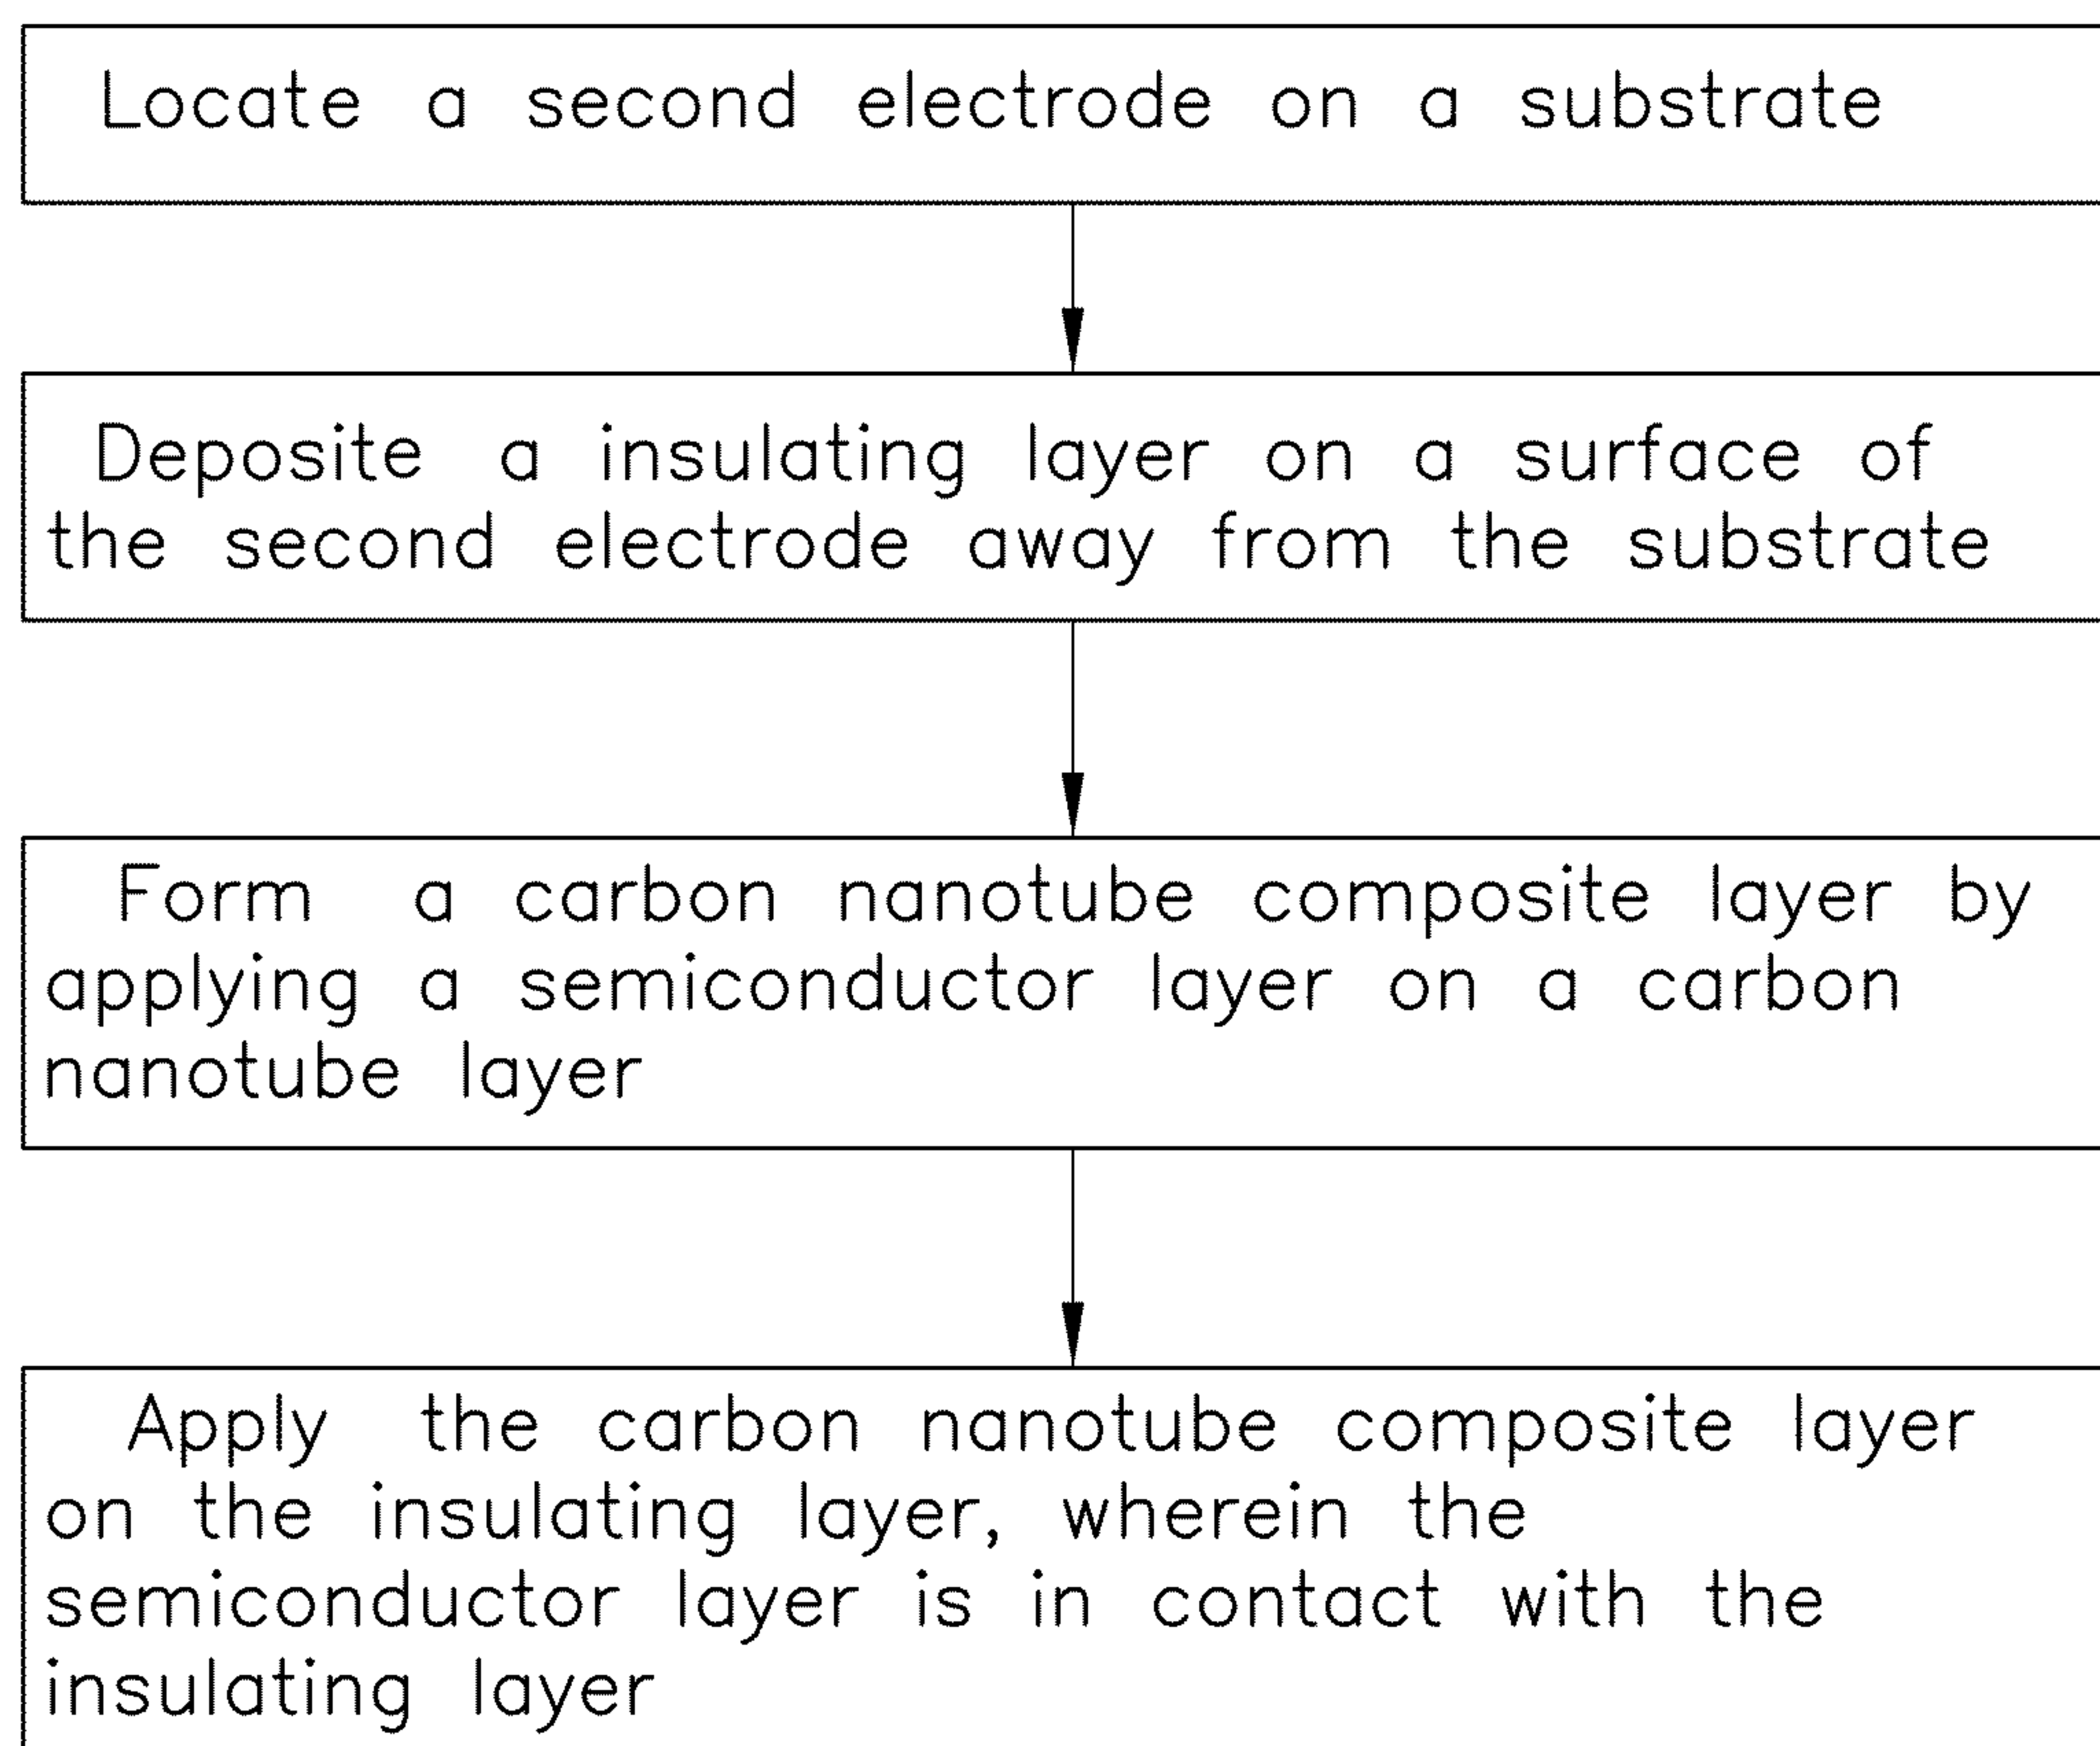 Locate a second electrode on a substrate
Deposite a insulating layer on a surface of
the second electrode away from the substrate
Form a carbon nanotube composite layer by
applying a semiconductor layer on a carbon
nanotube layer
Apply the carbon nanotube composite layer
on the insulating layer, wherein the
semiconductor layer is in contact with the
insulating layer